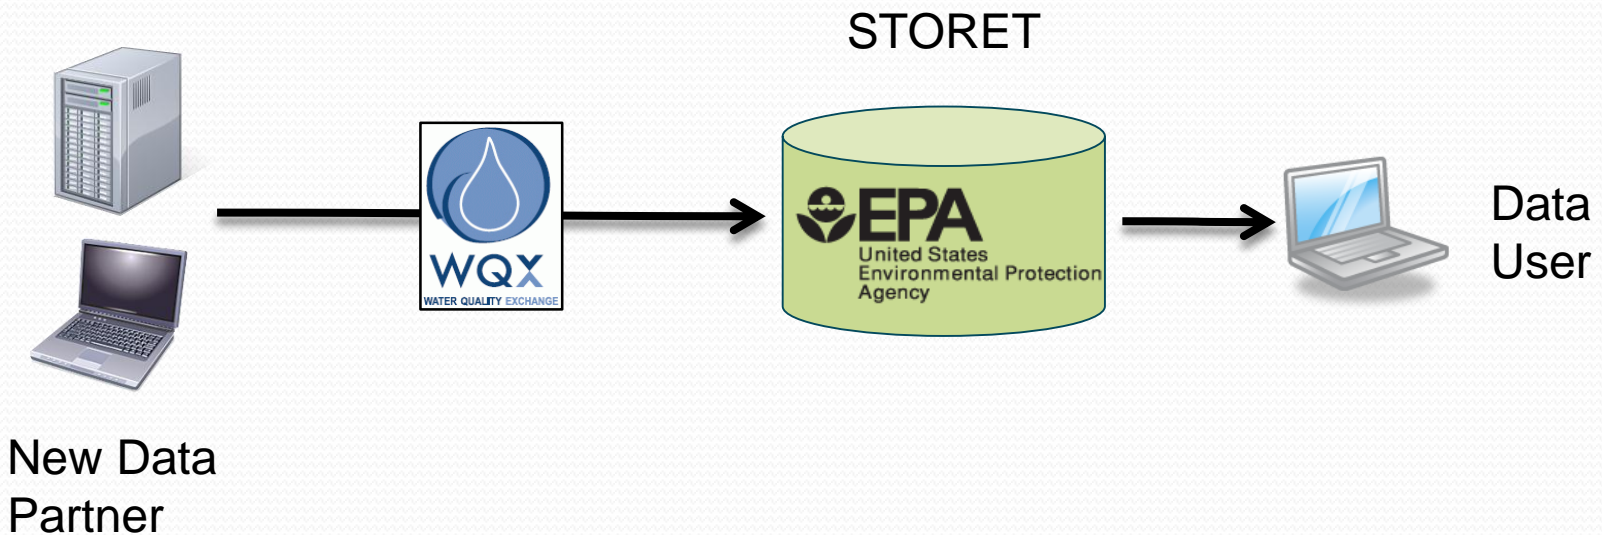 STORET
WQX
WATER QUALITY EXCHANGE
EPA
United States
Environmental Protection
Agency
Data
User
New Data
Partner